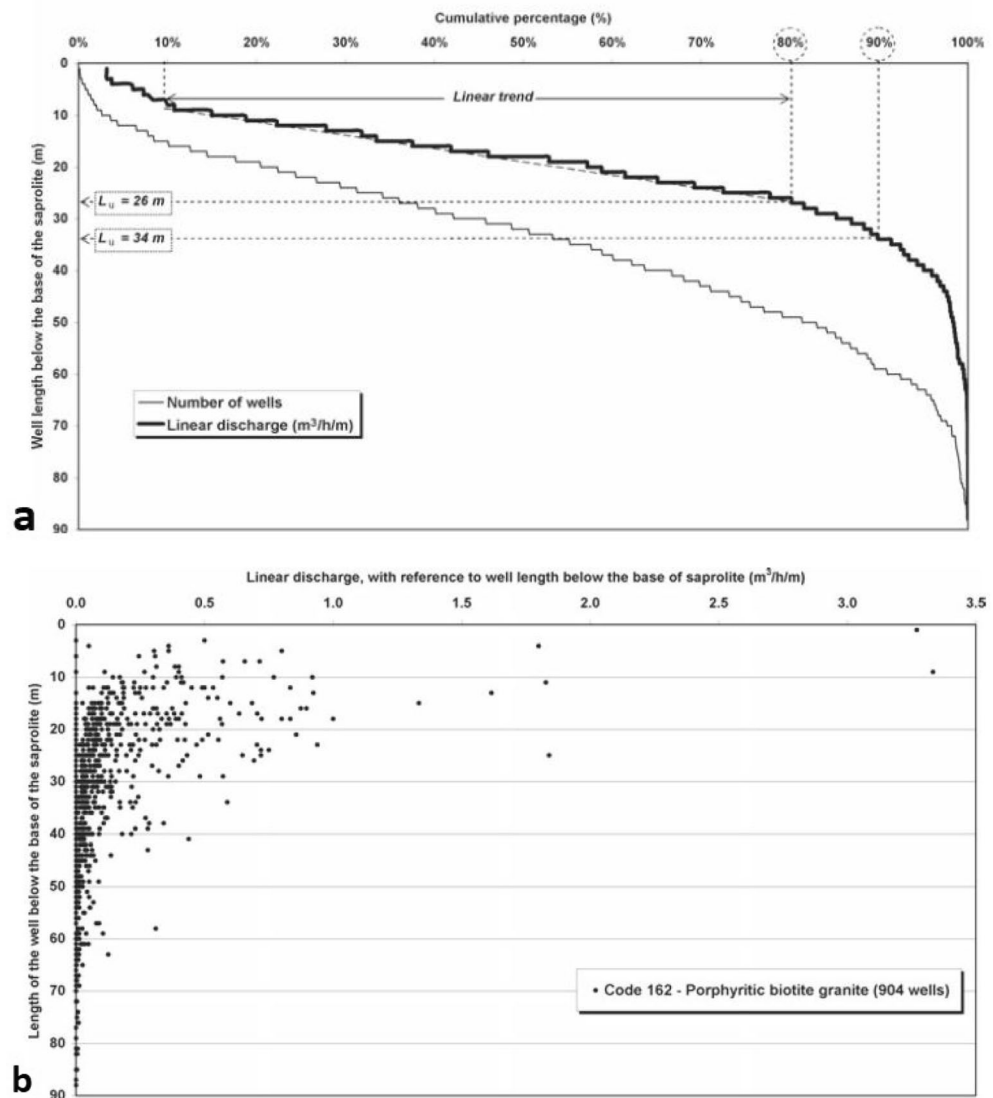 Cumulative percentage (%)
0% 10% 20% 30% 40% 50% 60% 70% 80% 90% 100%
Well length below the base of the saprolite (m)
0
10
20
30
40
50
60
70
80
90
Linear trend
L u = 26 m
L u = 34 m
Number of wells
Linear discharge (m³/h/m)
a
Linear discharge, with reference to well length below the base of saprolite (m³/h/m)
0.0 0.5 1.0 1.5 2.0 2.5 3.0 3.5
Length of the well below the base of the saprolite (m)
0
10
20
30
40
50
60
70
80
90
Code 162 - Porphyritic biotite granite (904 wells)
b